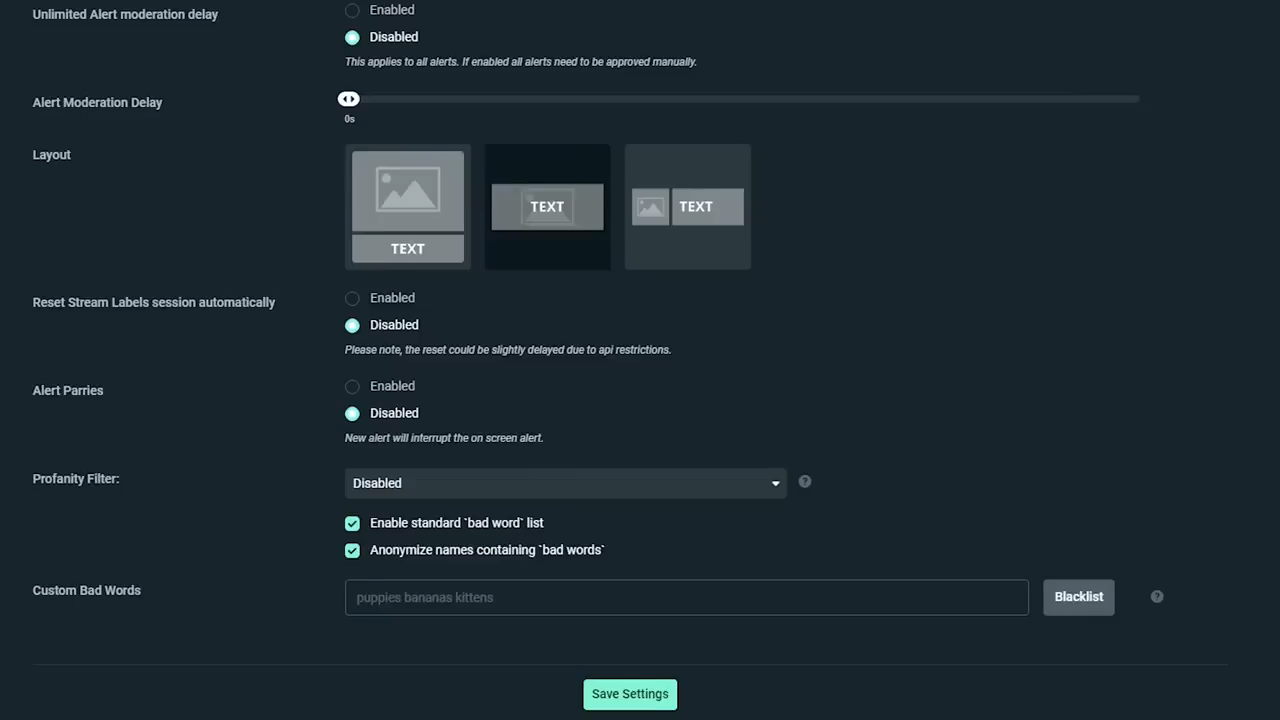 Unlimited Alert moderation delay
Enabled
Disabled
This applies to all alerts. If enabled all alerts need to be approved manually.
Alert Moderation Delay
0s
Layout
TEXT
TEXT
TEXT
Reset Stream Labels session automatically
Enabled
Disabled
Please note, the reset could be slightly delayed due to api restrictions.
Alert Parries
Enabled
Disabled
New alert will interrupt the on screen alert.
Profanity Filter:
Disabled
?
Enable standard `bad word` list
Anonymize names containing `bad words`
Custom Bad Words
puppies bananas kittens
Blacklist
?
Save Settings